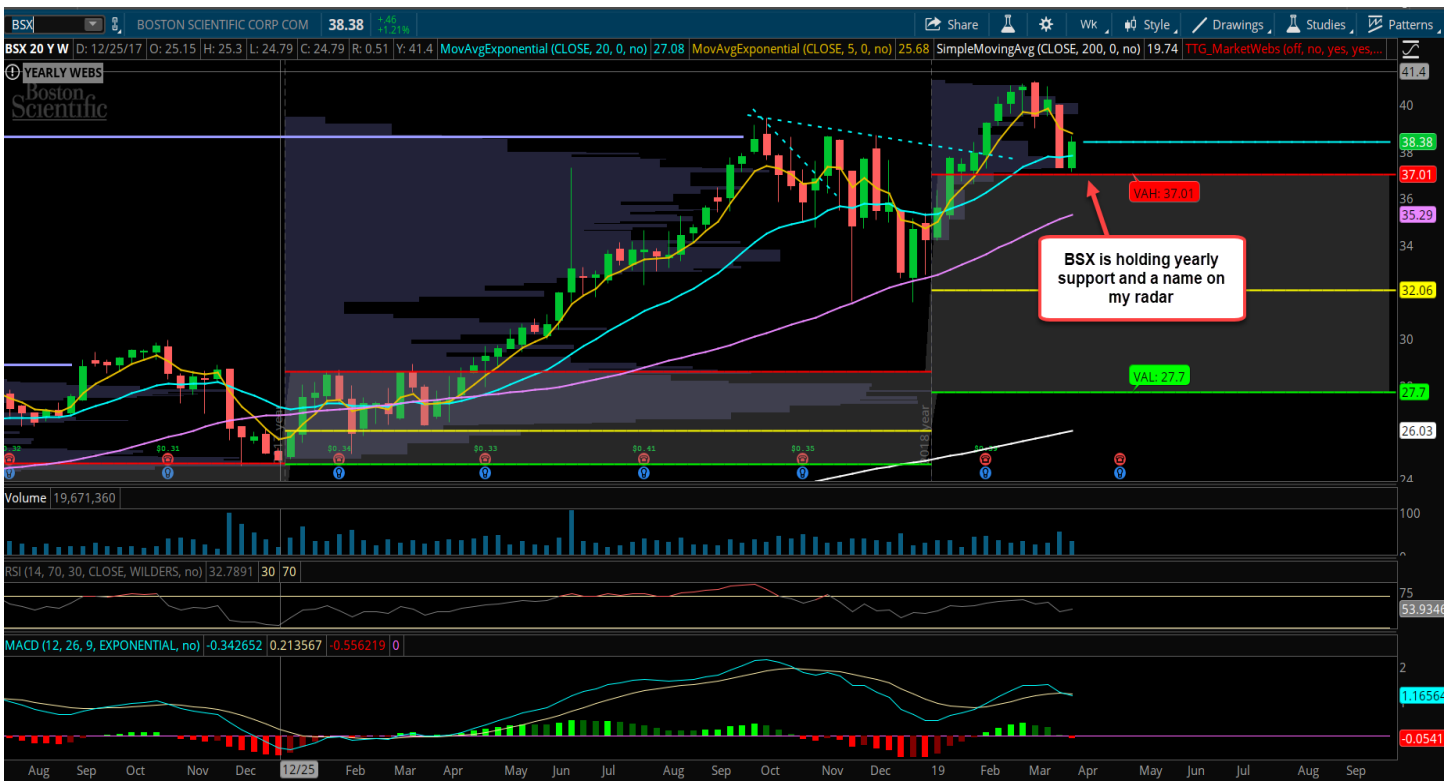 BSX
BOSTON SCIENTIFIC CORP COM
38.38
+.46
+1.21%
Share
Wk
Style
Drawings
Studies
Patterns
BSX 20 Y W D: 12/25/17 O: 25.15 H: 25.3 L: 24.79 C: 24.79 R: 0.51 Y: 41.4 MovAvgExponential (CLOSE, 20, 0, no) 27.08 MovAvgExponential (CLOSE, 5, 0, no) 25.68 SimpleMovingAvg (CLOSE, 200, 0, no) 19.74 TTG_MarketWebs (off, no, yes, yes,...
YEARLY WEBS
Boston
Scientific
41.4
40
38.38
38
37.01
36
35.29
34
32.06
30
27.7
26.03
24
VAH: 37.01
BSX is holding yearly
support and a name on
my radar
VAL: 27.7
2018 year
$0.31
$0.34
$0.33
$0.41
$0.35
Volume 19,671,360
100
RSI (14, 70, 30, CLOSE, WILDERS, no) 32.7891 30 70
75
53.9346
MACD (12, 26, 9, EXPONENTIAL, no) -0.342652 0.213567 -0.556219 0
2
1.16564
-0.0541
Aug Sep Oct Nov Dec 12/25 Feb Mar Apr May Jun Jul Aug Sep Oct Nov Dec 19 Feb Mar Apr May Jun Jul Aug Sep